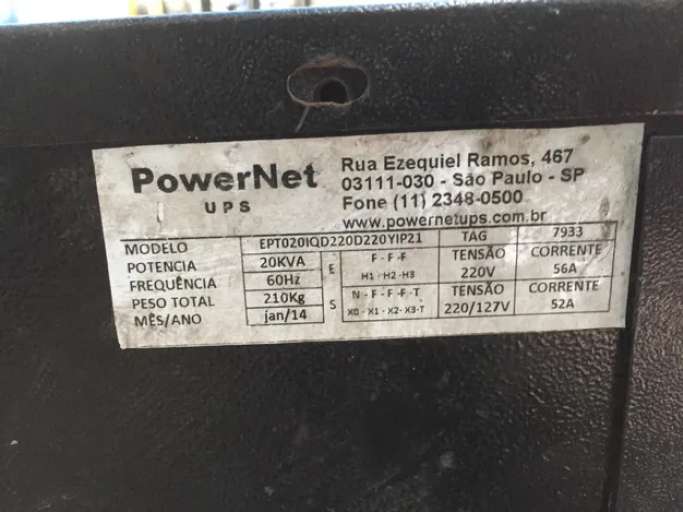 PowerNet
UPS
Rua Ezequiel Ramos, 467
03111-030 - São Paulo - SP
Fone (11) 2348-0500
www.powernetups.com.br
MODELO EPT020IQD220D220YIP21 TAG 7933
POTENCIA 20KVA E F - F - F TENSÃO CORRENTE
FREQUÊNCIA 60Hz H1 - H2 - H3 220V 56A
PESO TOTAL 210Kg S N - F - F - F - T TENSÃO CORRENTE
MÊS/ANO jan/14 X0 - X1 - X2- X3-T 220/127V 52A